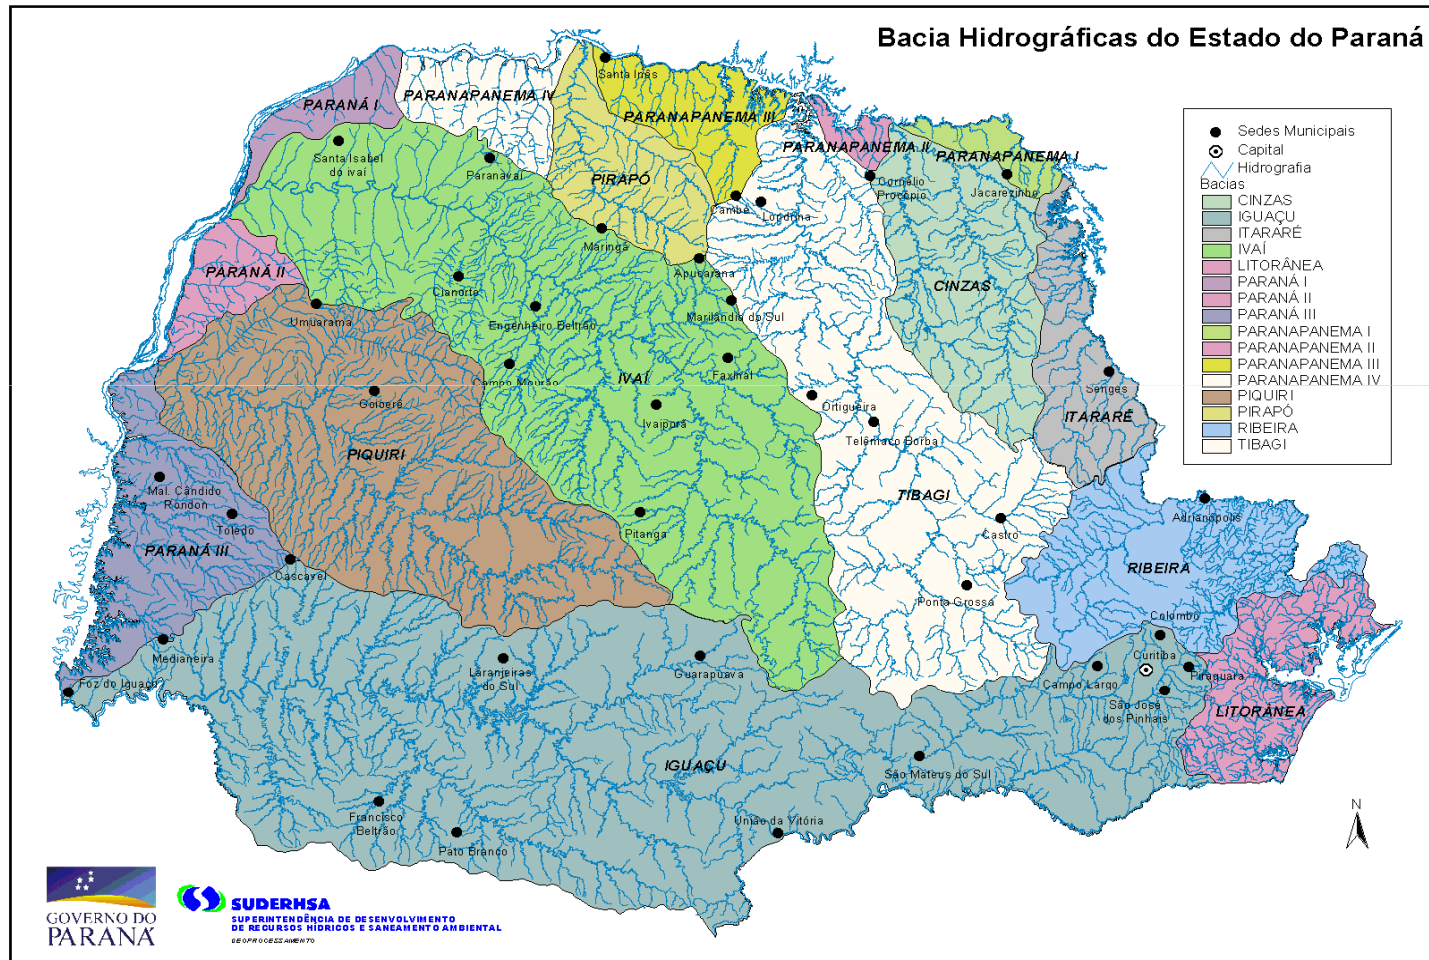 Bacia Hidrográficas do Estado do Paraná
Sedes Municipais
Capital
Hidrografia
Bacias
CINZAS
IGUAÇU
ITARARÉ
IVAÍ
LITORÂNEA
PARANÁ I
PARANÁ II
PARANÁ III
PARANAPANEMA I
PARANAPANEMA II
PARANAPANEMA III
PARANAPANEMA IV
PIQUIRI
PIRAPÓ
RIBEIRA
TIBAGI
Santa Inês
PARANAPANEMA IV
PARANÁ I
PARANAPANEMA III
PARANAPANEMA II
PARANAPANEMA I
Santa Isabel
do ivaí
Paranavaí
PIRAPÓ
Cornélio
Procópio
Jacarezinho
Cambé
Londrina
Maringá
PARANÁ II
Apucarana
Cianorte
CINZAS
Umuarama
Engenheiro Beltrão
Marilândia do Sul
Campo Mourão
IVAÍ
Faxinal
Sengés
Goioerê
Ivaiporã
Ortigueira
ITARARÉ
Telêmaco Borba
PIQUIRI
Mal. Cândido
Rondon
TIBAGI
Toledo
Pitanga
Adrianópolis
Castro
PARANÁ III
Cascavel
RIBEIRA
Ponta Grossa
Colombo
Medianeira
Laranjeiras
do Sul
Guarapuava
Curitiba
Campo Largo
Piraquara
Foz do Iguaçu
São José
dos Pinhais
LITORÂNEA
IGUAÇU
São Mateus do Sul
Francisco
Beltrão
União da Vitória
Pato Branco
N
GOVERNO DO
PARANÁ
SUDERHSA
SUPERINTENDÊNCIA DE DESENVOLVIMENTO
DE RECURSOS HÍDRICOS E SANEAMENTO AMBIENTAL
GEOPROCESSAMENTO